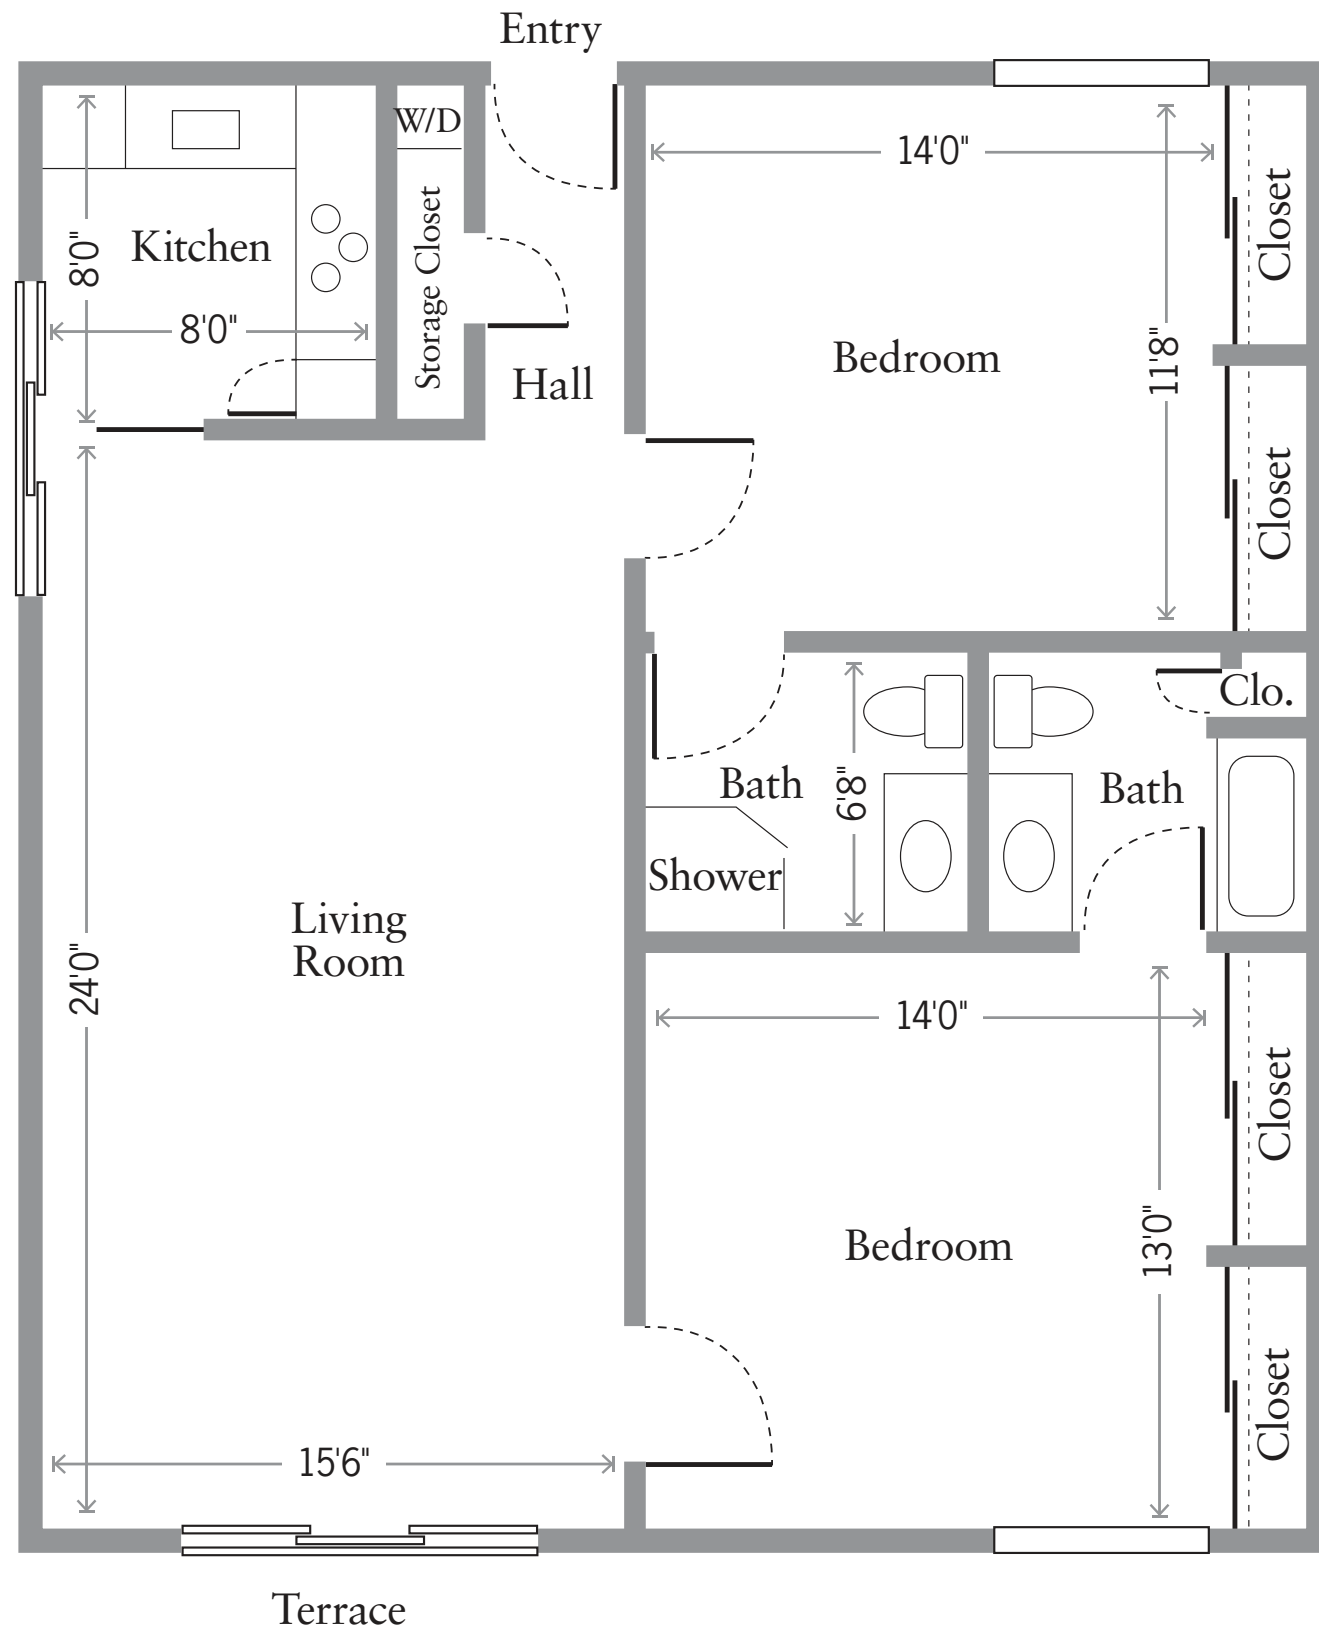 Entry
W/D
14'0"
Closet
Kitchen
8'0"
8'0"
Storage Closet
Hall
Bedroom
11'8"
Closet
Clo.
Bath
6'8"
Bath
Shower
Living
Room
24'0"
14'0"
Closet
Bedroom
13'0"
Closet
15'6"
Terrace